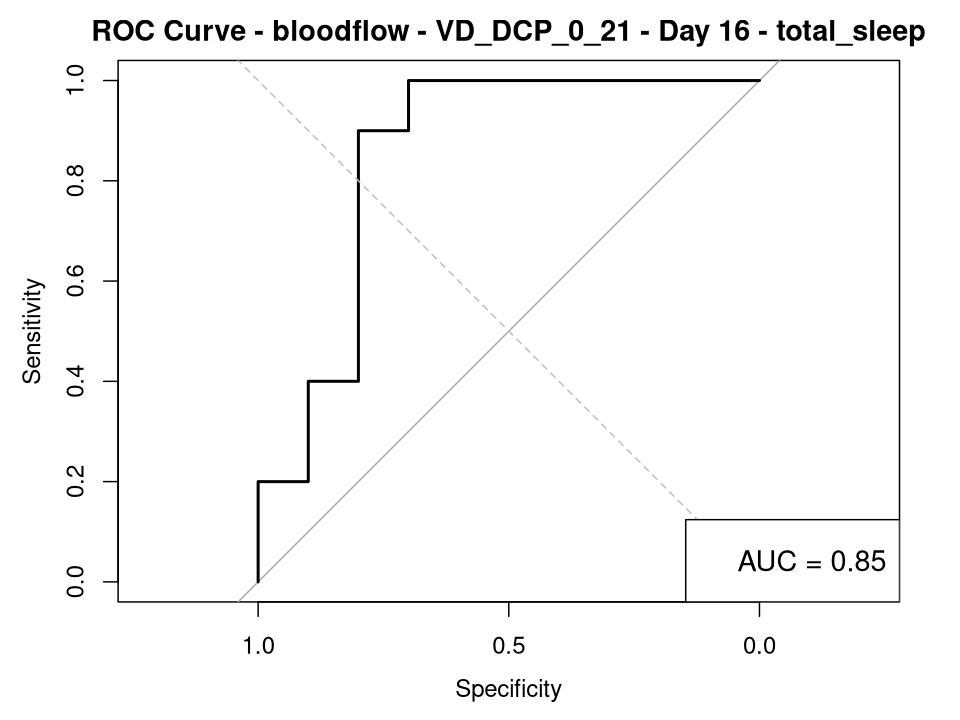 ROC Curve - bloodflow - VD_DCP_0_21 - Day 16 - total_sleep
1.0
0.8
0.6
0.4
0.2
0.0
Sensitivity
AUC = 0.85
1.0 0.5 0.0
Specificity